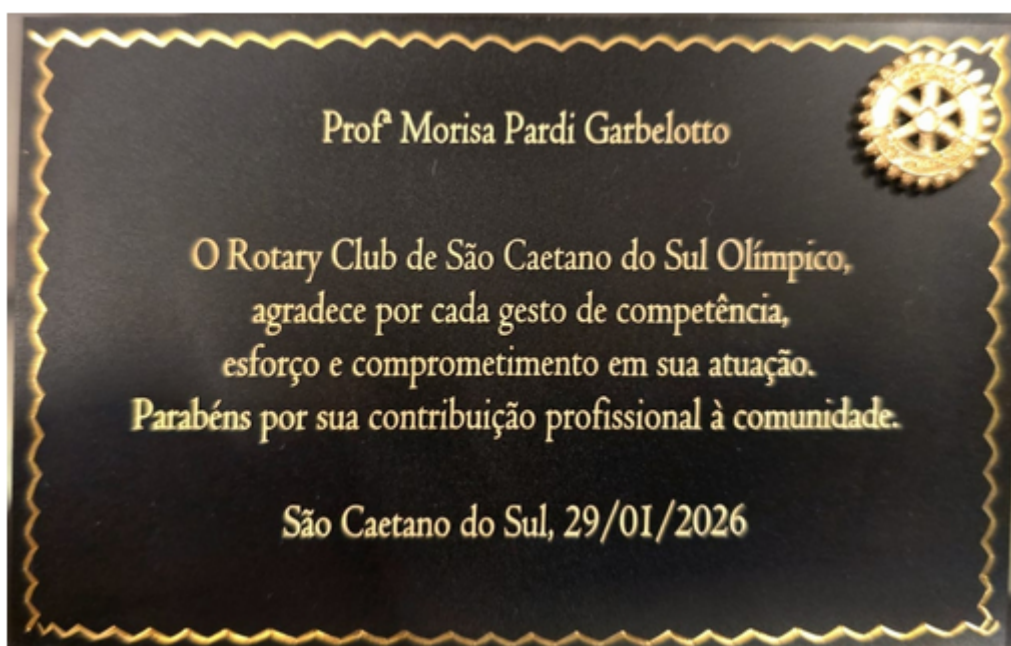 Profª Morisa Pardi Garbelotto
O Rotary Club de São Caetano do Sul Olímpico,
agradece por cada gesto de competência,
esforço e comprometimento em sua atuação.
Parabéns por sua contribuição profissional à comunidade.
São Caetano do Sul, 29/01/2026